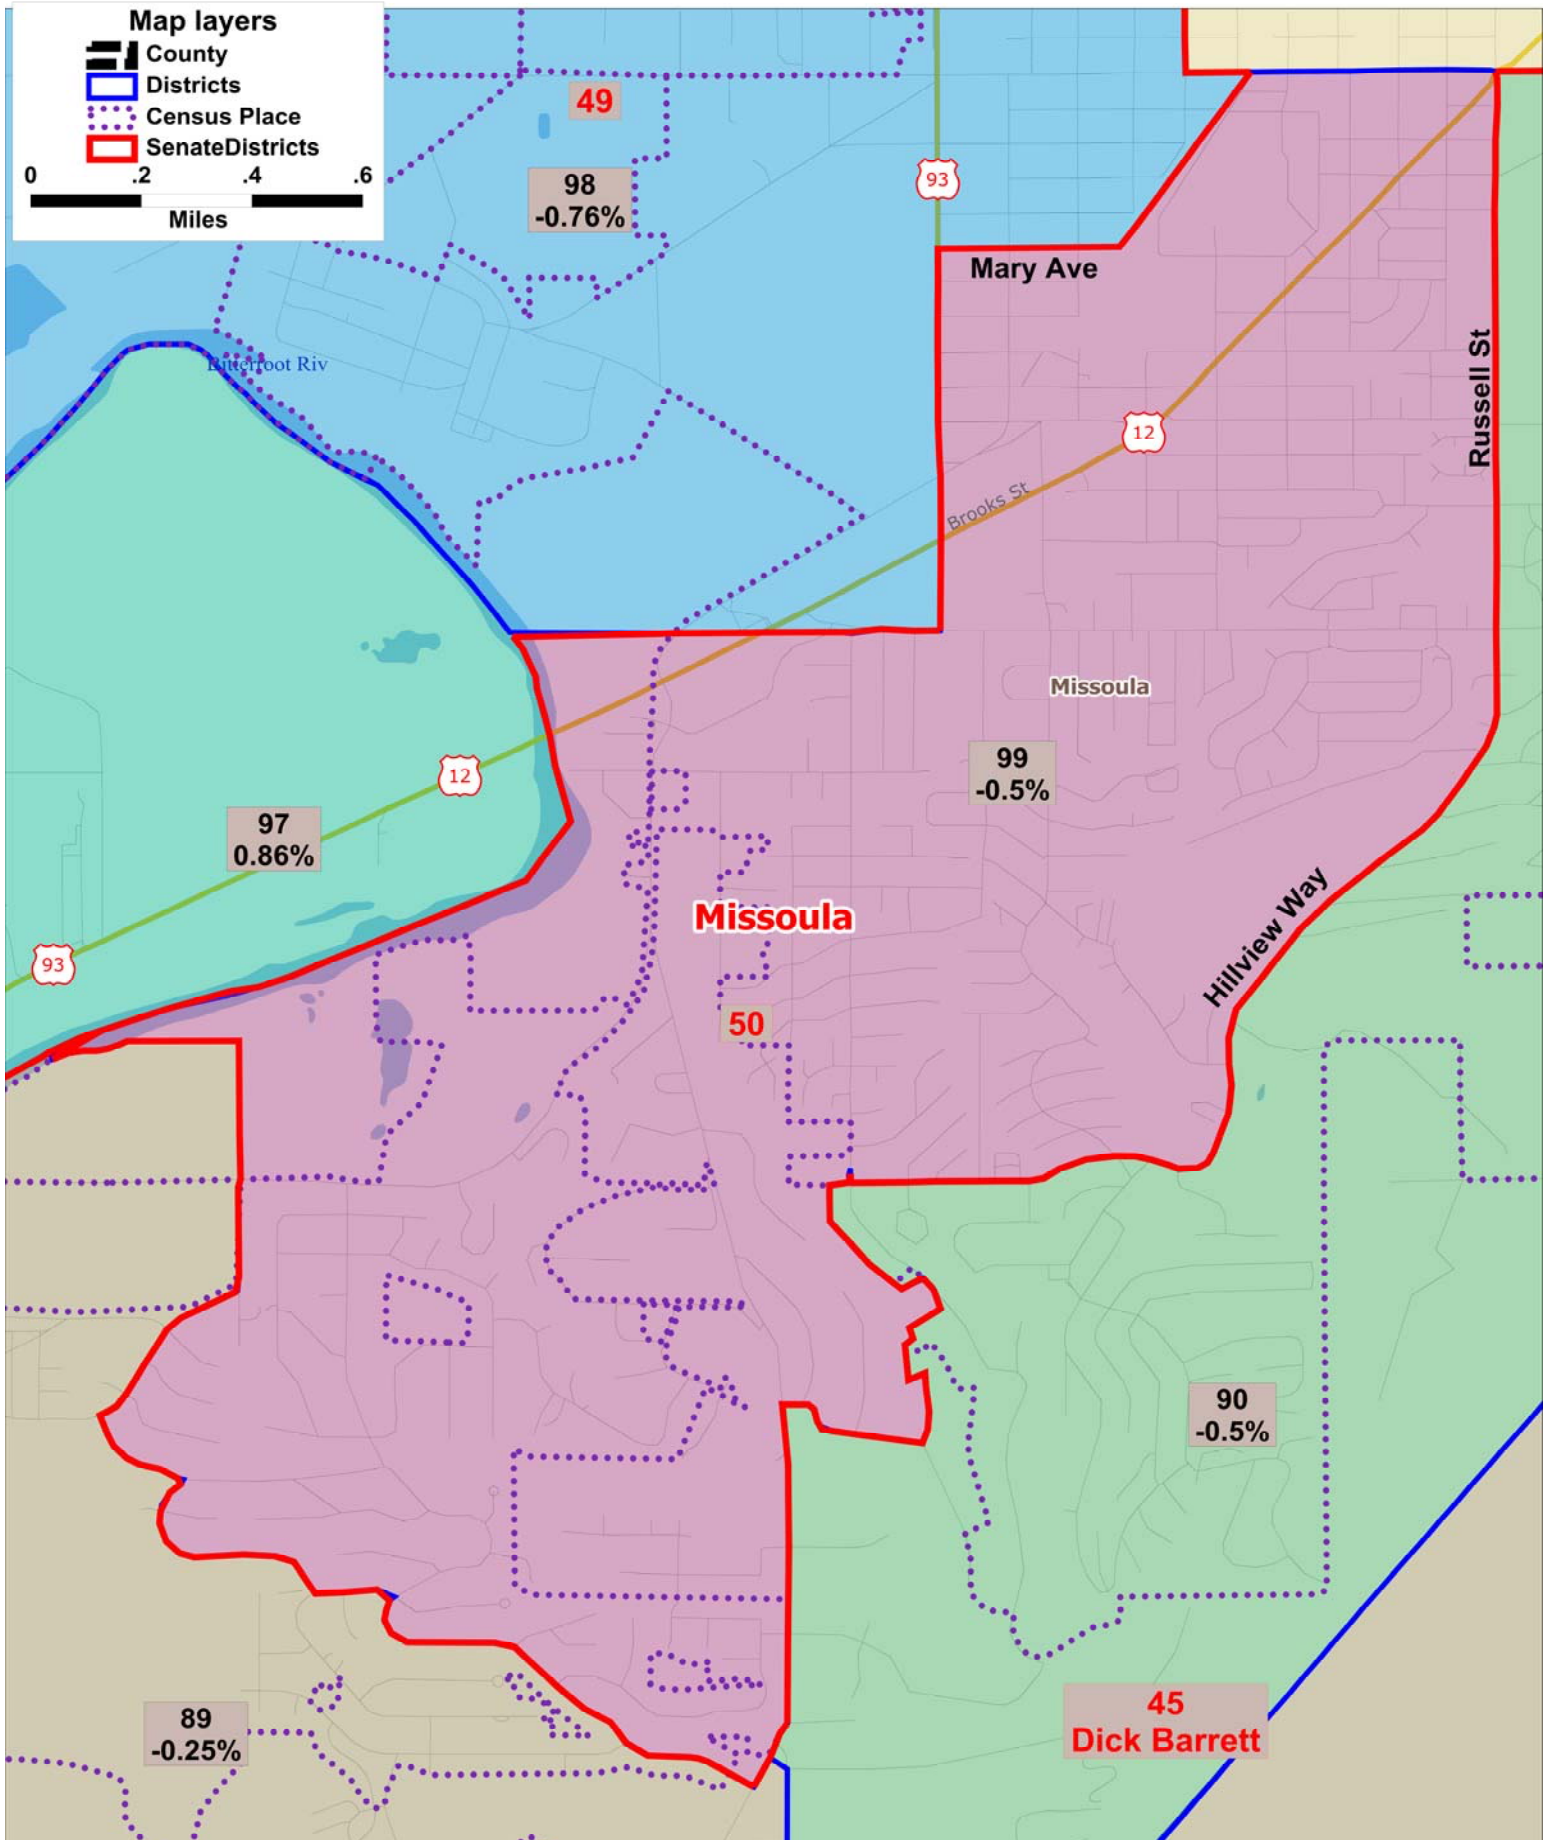 Map layers
County
Districts
Census Place
SenateDistricts
0 .2 .4 .6
Miles
49
98
-0.76%
93
Mary Ave
Bitterroot Riv
Russell St
12
Brooks St
Missoula
99
-0.5%
12
97
0.86%
Missoula
Hillview Way
93
50
90
-0.5%
89
-0.25%
45
Dick Barrett